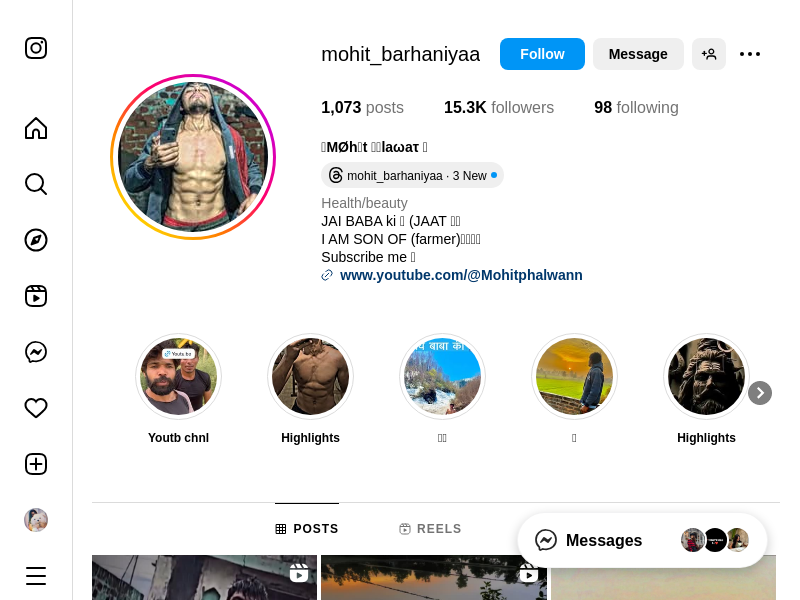 mohit_barhaniyaa
Follow
Message
1,073 posts
15.3K followers
98 following
MØh t laωaτ
mohit_barhaniyaa · 3 New
Health/beauty
JAI BABA ki (JAAT
I AM SON OF (farmer)
Subscribe me
www.youtube.com/@Mohitphalwann
बाबा की
Youtb chnl
Highlights
Highlights
POSTS
REELS
Messages